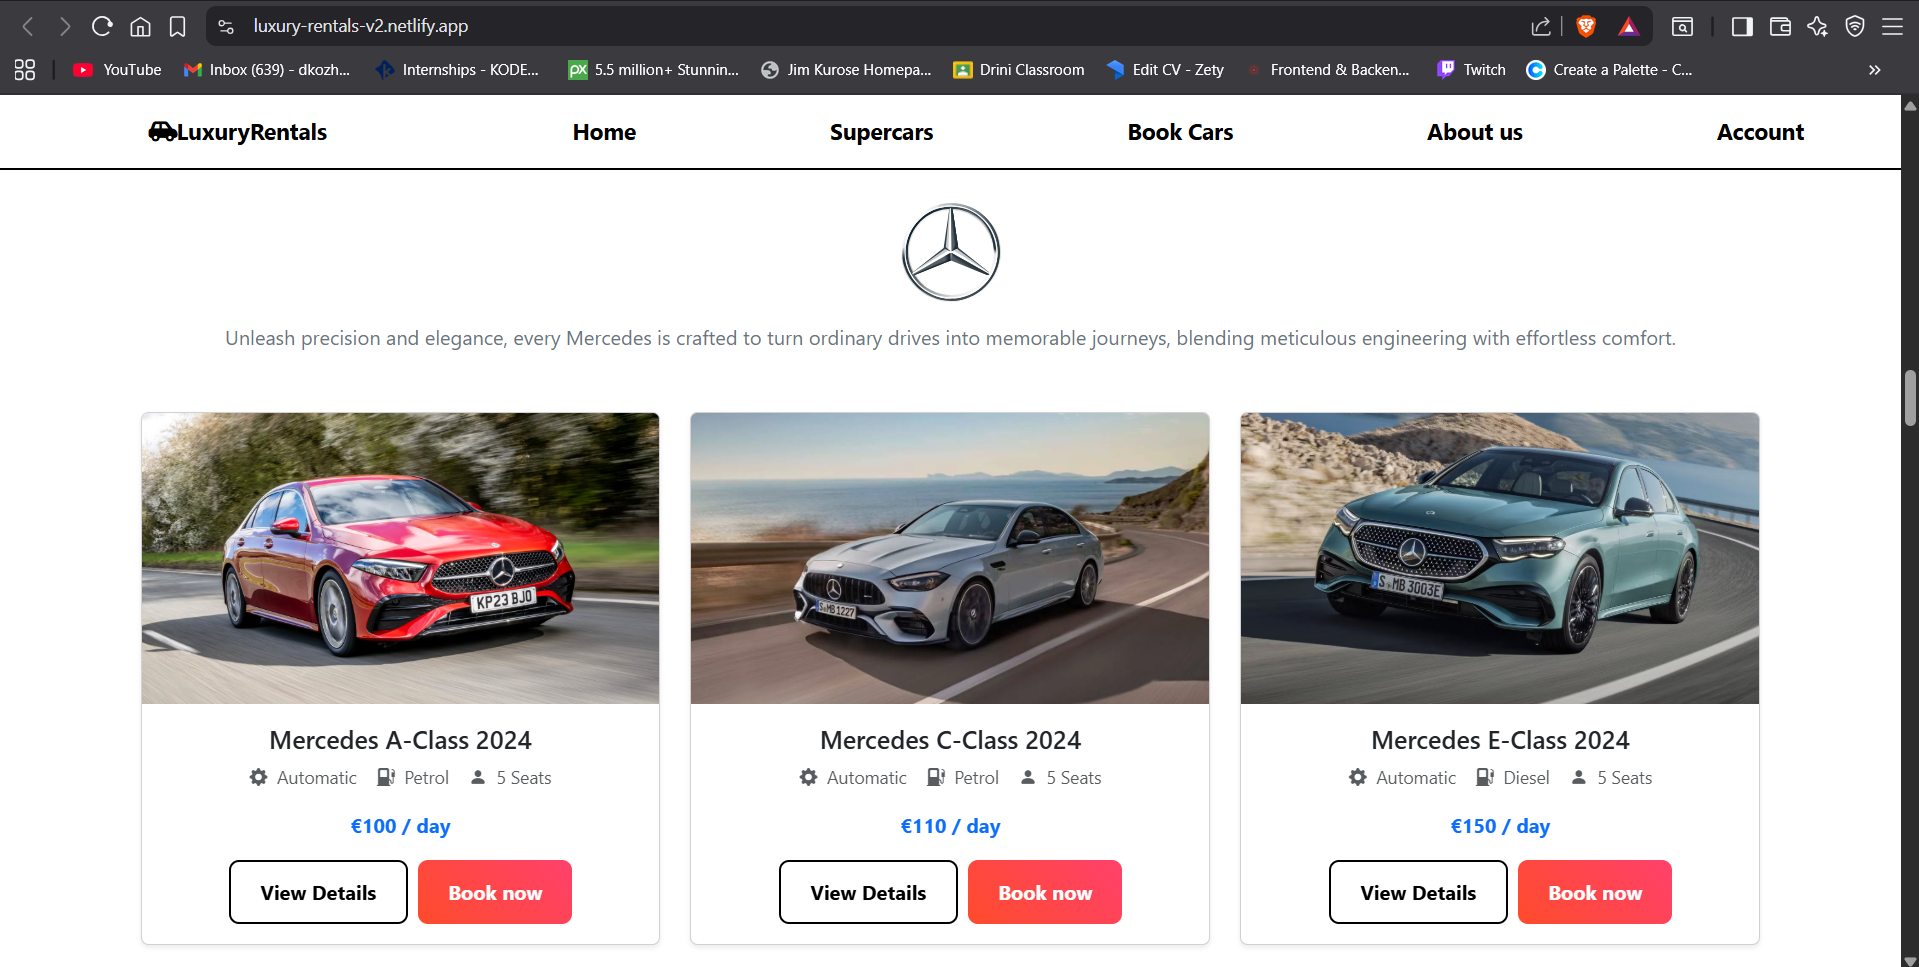 luxury-rentals-v2.netlify.app
YouTube Inbox (639) - dkozh... Internships - KODE... 5.5 million+ Stunnin... Jim Kurose Homepa... Drini Classroom Edit CV - Zety Frontend & Backen... Twitch Create a Palette - C...
LuxuryRentals Home Supercars Book Cars About us Account
Unleash precision and elegance, every Mercedes is crafted to turn ordinary drives into memorable journeys, blending meticulous engineering with effortless comfort.
KP23 BJO
S MB 1227
S MB 3003E
Mercedes A-Class 2024
Automatic Petrol 5 Seats
€100 / day
View Details Book now
Mercedes C-Class 2024
Automatic Petrol 5 Seats
€110 / day
View Details Book now
Mercedes E-Class 2024
Automatic Diesel 5 Seats
€150 / day
View Details Book now